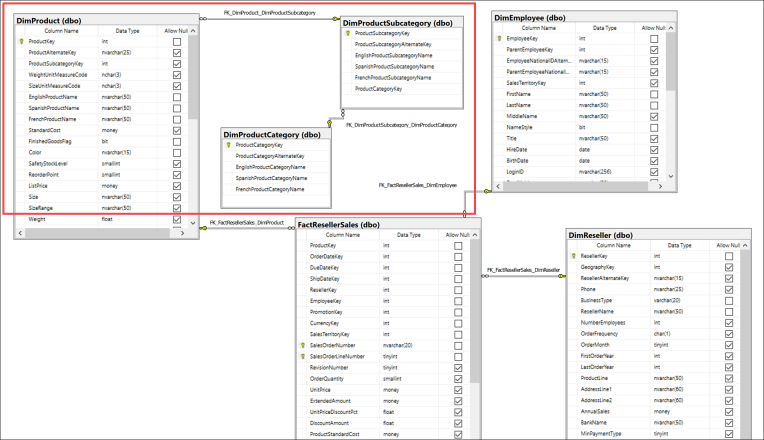 FK_DimProduct_DimProductSubcategory
DimProduct (dbo)
Column Name Data Type Allow Nul
ProductKey int
ProductAlternateKey nvarchar(25)
ProductSubcategoryKey int
WeightUnitMeasureCode nchar(3)
SizeUnitMeasureCode nchar(3)
EnglishProductName nvarchar(50)
SpanishProductName nvarchar(50)
FrenchProductName nvarchar(50)
StandardCost money
FinishedGoodsFlag bit
Color nvarchar(15)
SafetyStockLevel smallint
ReorderPoint smallint
ListPrice money
Size nvarchar(50)
SizeRange nvarchar(50)
Weight float
DimProductSubcategory (dbo)
ProductSubcategoryKey
ProductSubcategoryAlternateKey
EnglishProductSubcategoryName
SpanishProductSubcategoryName
FrenchProductSubcategoryName
ProductCategoryKey
FK_DimProductSubcategory_DimProductCategory
DimProductCategory (dbo)
ProductCategoryKey
ProductCategoryAlternateKey
EnglishProductCategoryName
SpanishProductCategoryName
FrenchProductCategoryName
DimEmployee (dbo)
Column Name Data Type Allow Nul
EmployeeKey int
ParentEmployeeKey int
EmployeeNationalIDAltern... nvarchar(15)
ParentEmployeeNationalI... nvarchar(15)
SalesTerritoryKey int
FirstName nvarchar(50)
LastName nvarchar(50)
MiddleName nvarchar(50)
NameStyle bit
Title nvarchar(50)
HireDate date
BirthDate date
LoginID nvarchar(256)
FK_FactResellerSales_DimEmployee
FK_FactResellerSales_DimProduct
FactResellerSales (dbo)
Column Name Data Type Allow Nul
ProductKey int
OrderDateKey int
DueDateKey int
ShipDateKey int
ResellerKey int
EmployeeKey int
PromotionKey int
CurrencyKey int
SalesTerritoryKey int
SalesOrderNumber nvarchar(20)
SalesOrderLineNumber tinyint
RevisionNumber tinyint
OrderQuantity smallint
UnitPrice money
ExtendedAmount money
UnitPriceDiscountPct float
DiscountAmount float
ProductStandardCost money
FK_FactResellerSales_DimReseller
DimReseller (dbo)
Column Name Data Type Allow Nul
ResellerKey int
GeographyKey int
ResellerAlternateKey nvarchar(15)
Phone nvarchar(25)
BusinessType varchar(20)
ResellerName nvarchar(50)
NumberEmployees int
OrderFrequency char(1)
OrderMonth tinyint
FirstOrderYear int
LastOrderYear int
ProductLine nvarchar(50)
AddressLine1 nvarchar(60)
AddressLine2 nvarchar(60)
AnnualSales money
BankName nvarchar(50)
MinPaymentType tinyint